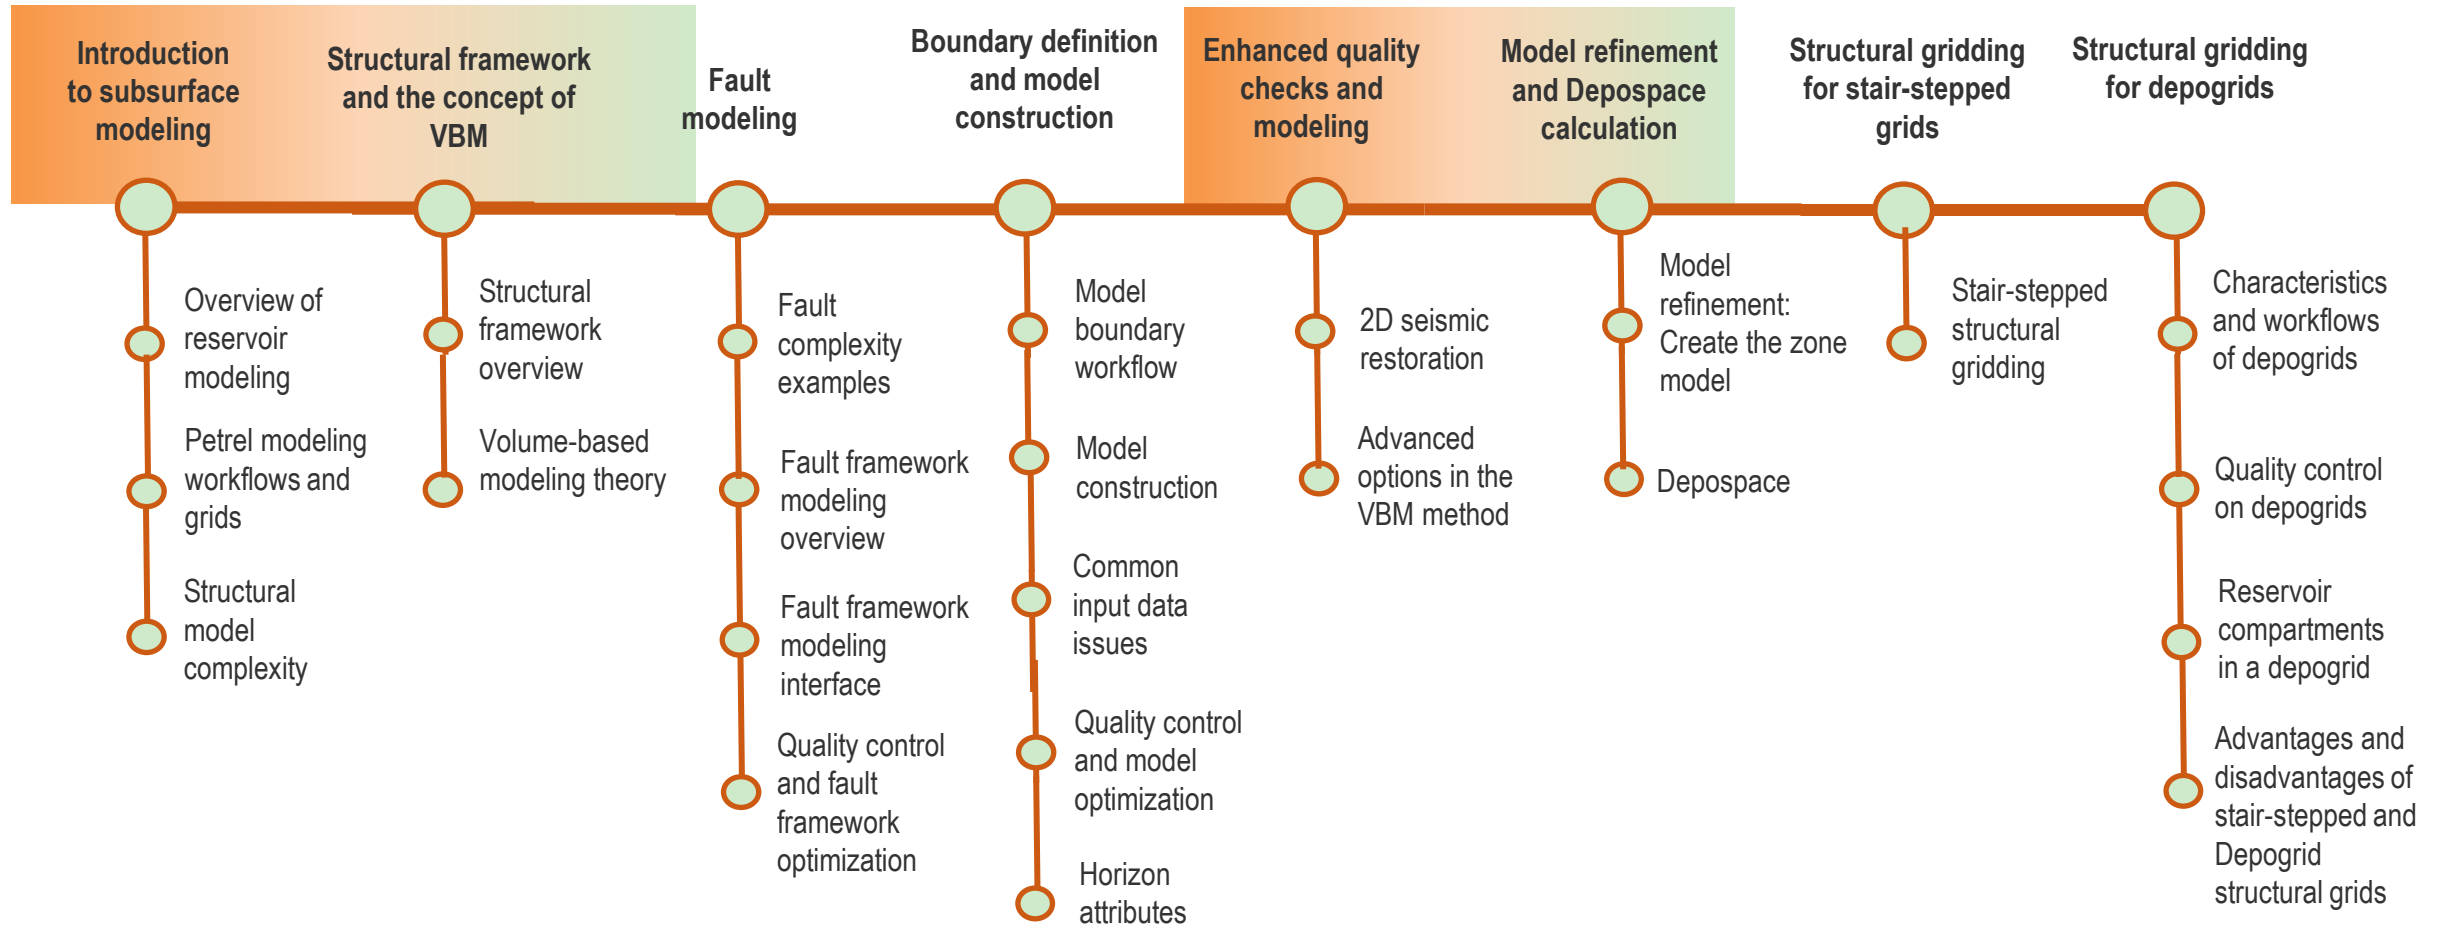 Introduction
to subsurface
modeling
Structural framework
and the concept of
VBM
Fault
modeling
Boundary definition
and model
construction
Enhanced quality
checks and
modeling
Model refinement
and Depospace
calculation
Structural gridding
for stair-stepped
grids
Structural gridding
for depogrids
Overview of
reservoir
modeling
Petrel modeling
workflows and
grids
Structural
model
complexity
Structural
framework
overview
Volume-based
modeling theory
Fault
complexity
examples
Fault framework
modeling
overview
Fault framework
modeling
interface
Quality control
and fault
framework
optimization
Model
boundary
workflow
Model
construction
Common
input data
issues
Quality control
and model
optimization
Horizon
attributes
2D seismic
restoration
Advanced
options in the
VBM method
Model
refinement:
Create the zone
model
Depospace
Stair-stepped
structural
gridding
Characteristics
and workflows
of depogrids
Quality control
on depogrids
Reservoir
compartments
in a depogrid
Advantages and
disadvantages of
stair-stepped and
Depogrid
structural grids